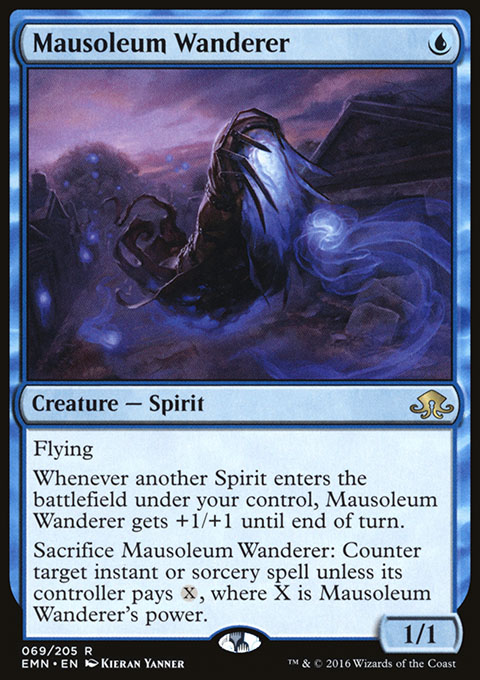 Mausoleum Wanderer
Creature — Spirit
Flying
Whenever another Spirit enters the
battlefield under your control, Mausoleum
Wanderer gets +1/+1 until end of turn.
Sacrifice Mausoleum Wanderer: Counter
target instant or sorcery spell unless its
controller pays X, where X is Mausoleum
Wanderer's power.
1/1
069/205 R
EMN • EN Kieran Yanner
™ & © 2016 Wizards of the Coast